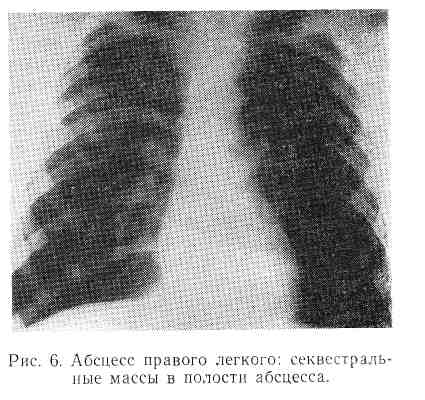 Рис. 6. Абсцесс правого легкого: секвестраль-
ные массы в полости абсцесса.